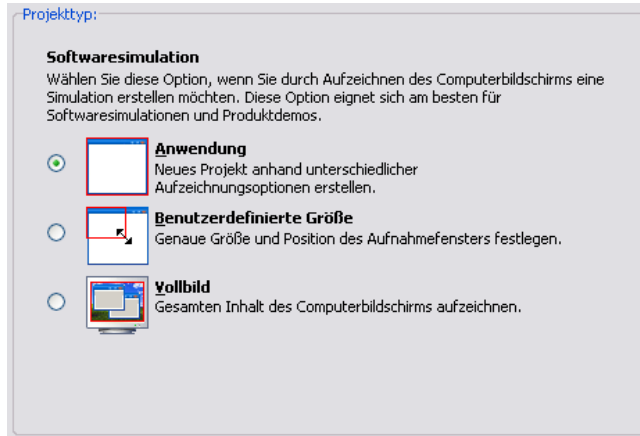 Projekttyp:
Softwaresimulation
Wählen Sie diese Option, wenn Sie durch Aufzeichnen des Computerbildschirms eine
Simulation erstellen möchten. Diese Option eignet sich am besten für
Softwaresimulationen und Produktdemos.
Anwendung
Neues Projekt anhand unterschiedlicher
Aufzeichnungsoptionen erstellen.
Benutzerdefinierte Größe
Genaue Größe und Position des Aufnahmefensters festlegen.
Vollbild
Gesamten Inhalt des Computerbildschirms aufzeichnen.